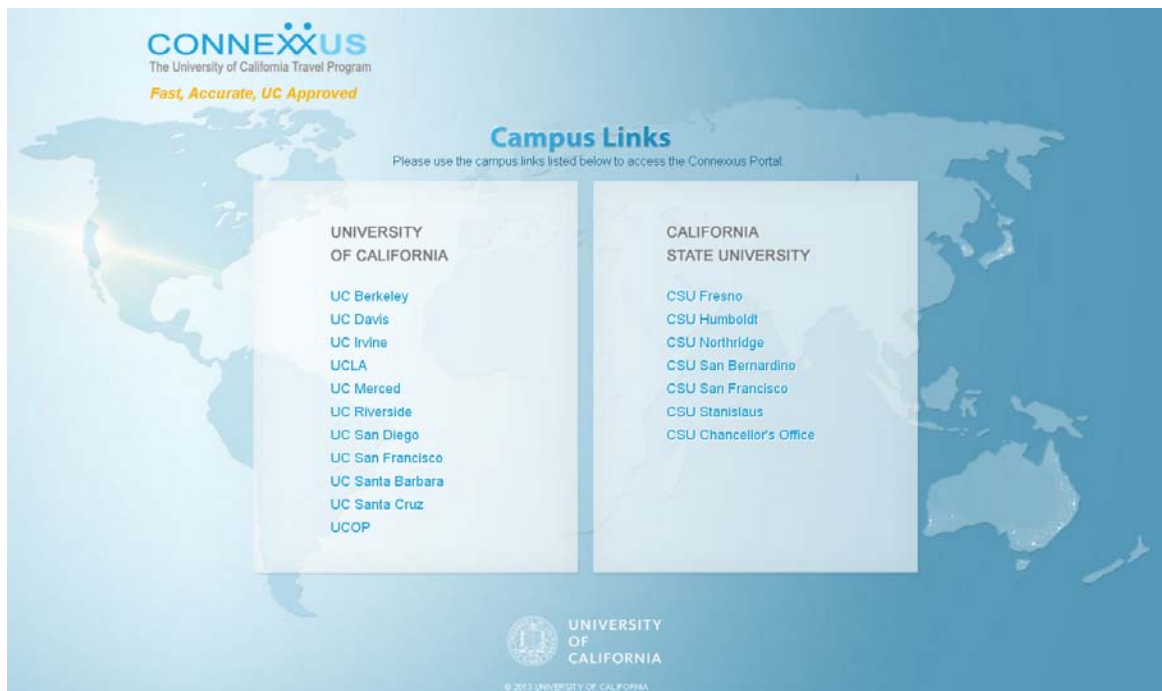 CONNEXXUS
The University of California Travel Program
Fast, Accurate, UC Approved
Campus Links
Please use the campus links listed below to access the Connexxus Portal
UNIVERSITY
OF CALIFORNIA
UC Berkeley
UC Davis
UC Irvine
UCLA
UC Merced
UC Riverside
UC San Diego
UC San Francisco
UC Santa Barbara
UC Santa Cruz
UCOP
CALIFORNIA
STATE UNIVERSITY
CSU Fresno
CSU Humboldt
CSU Northridge
CSU San Bernardino
CSU San Francisco
CSU Stanislaus
CSU Chancellor's Office
UNIVERSITY
OF
CALIFORNIA
© 2013 UNIVERSITY OF CALIFORNIA